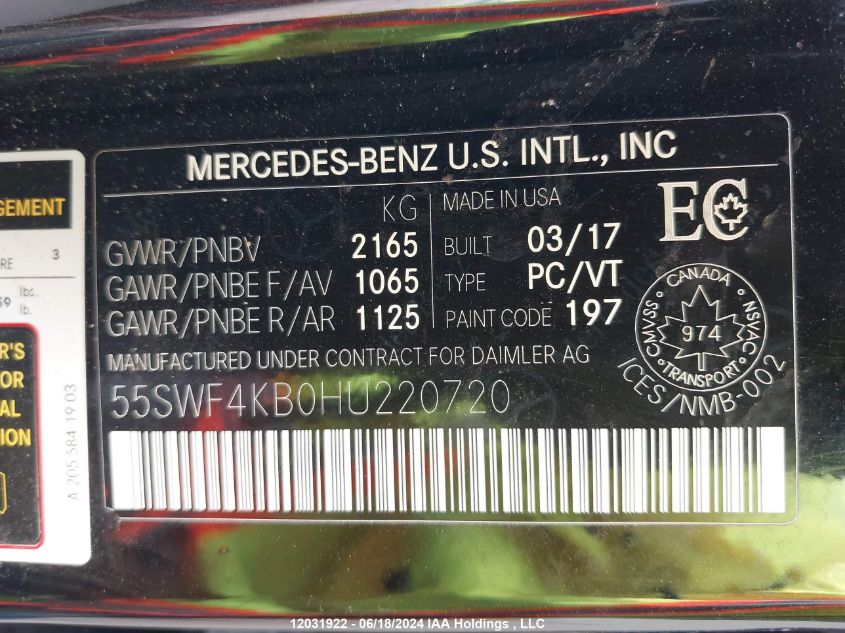 MERCEDES-BENZ U.S. INTL., INC
KG
GVWR/PNBV 2165
GAWR/PNBE F/AV 1065
GAWR/PNBE R/AR 1125
MADE IN USA
BUILT 03/17
TYPE PC/VT
PAINT CODE 197
EC
CANADA
CMVSS 974 NSVAC
TRANSPORT
ICES/NMB-002
MANUFACTURED UNDER CONTRACT FOR DAIMLER AG
55SWF4KB0HU220720
GEMENT
RE 3
59 lbs.
lb.
R'S
OR
AL
ION
A 205 584 19 03
12031922 - 06/18/2024 IAA Holdings , LLC